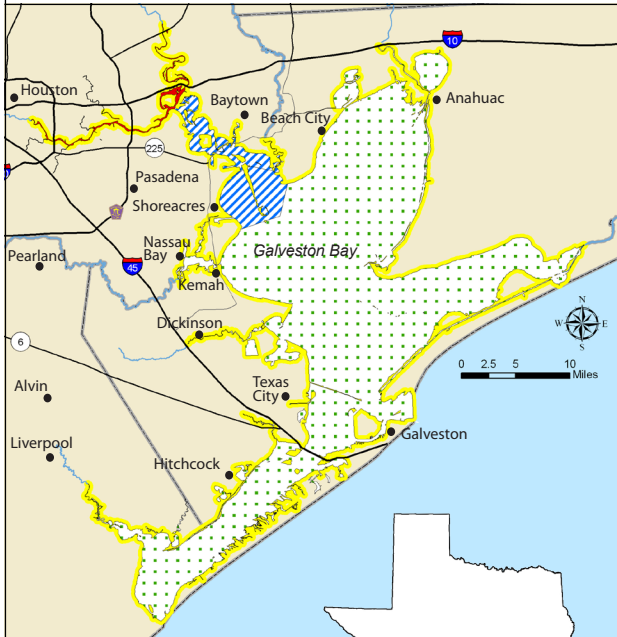 10
Houston
Baytown
Anahuac
Beach City
225
Pasadena
Shoreacres
Nassau
Bay
Galveston Bay
Pearland
45
Kemah
N
W
E
S
Dickinson
6
0 2.5 5 10
Miles
Texas
City
Alvin
Galveston
Liverpool
Hitchcock